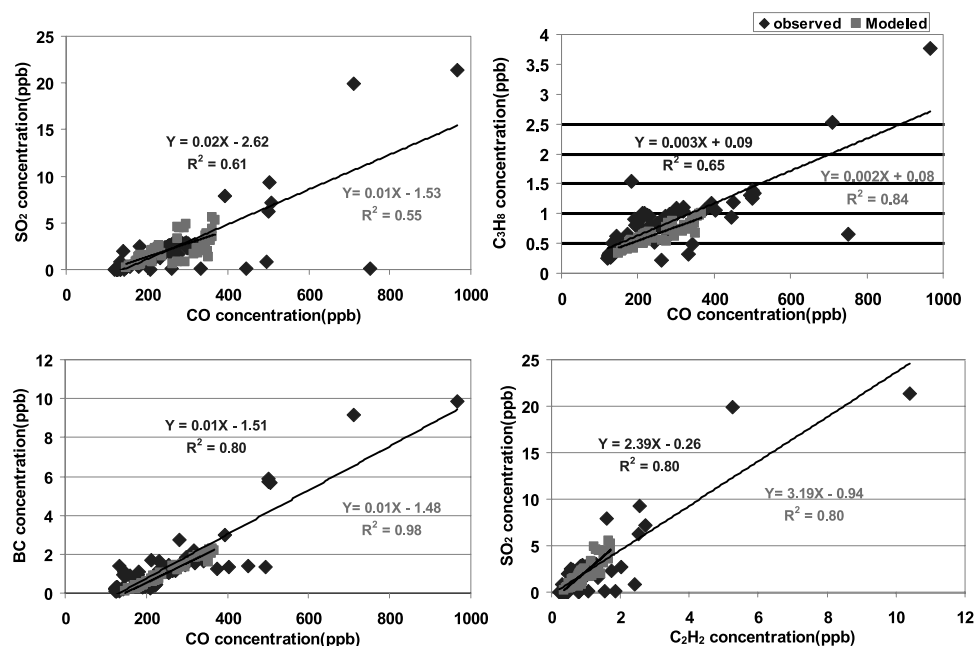 observed Modeled
25
20
15
10
5
0
SO₂ concentration(ppb)
Y = 0.02X - 2.62
R² = 0.61
Y= 0.01X - 1.53
R² = 0.55
0 200 400 600 800 1000
CO concentration(ppb)
4
3.5
3
2.5
2
1.5
1
0.5
0
C₃H₈ concentration(ppb)
Y = 0.003X + 0.09
R² = 0.65
Y= 0.002X + 0.08
R² = 0.84
0 200 400 600 800 1000
CO concentration(ppb)
12
10
8
6
4
2
0
BC concentration(ppb)
Y = 0.01X - 1.51
R² = 0.80
Y= 0.01X - 1.48
R² = 0.98
0 200 400 600 800 1000
CO concentration(ppb)
25
20
15
10
5
0
SO₂ concentration(ppb)
Y = 2.39X - 0.26
R² = 0.80
Y= 3.19X - 0.94
R² = 0.80
0 2 4 6 8 10 12
C₂H₂ concentration(ppb)